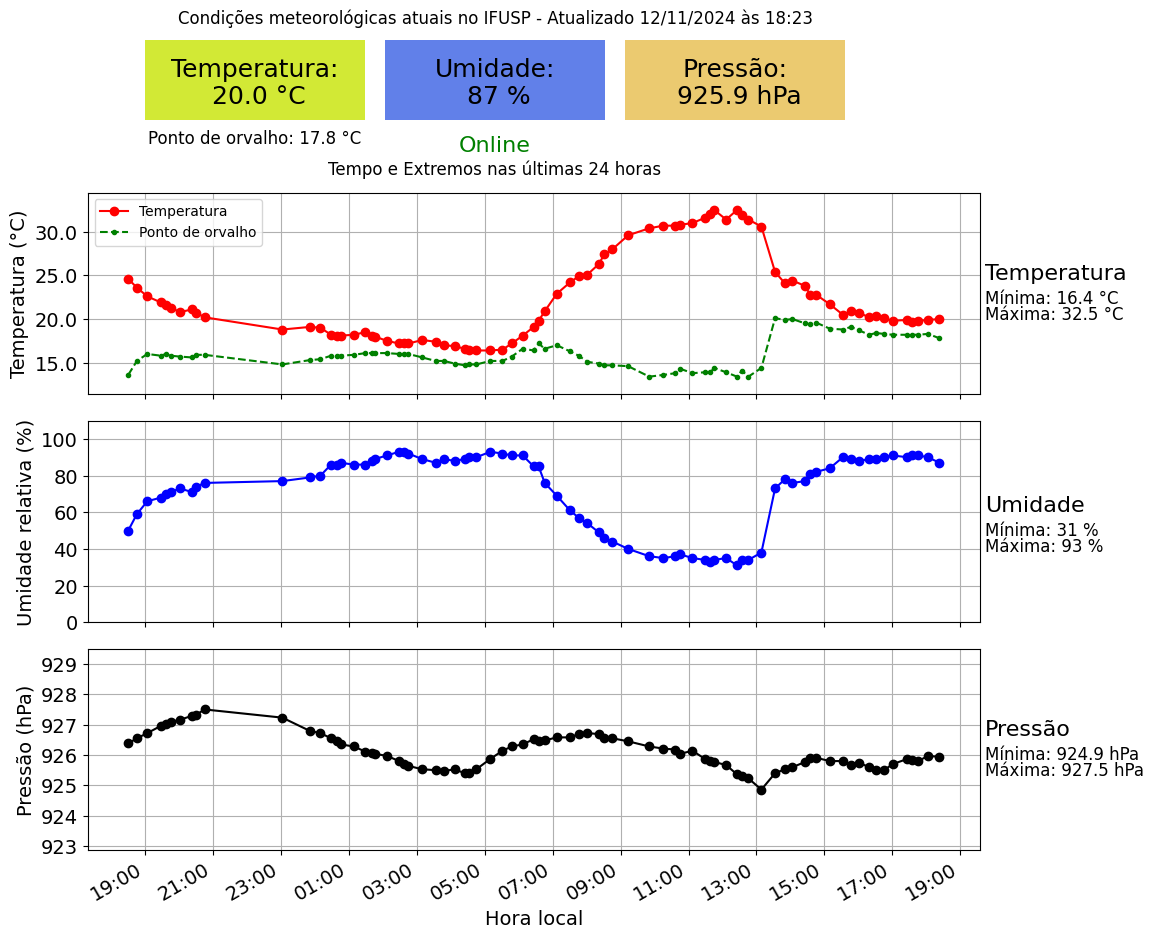 Condições meteorológicas atuais no IFUSP - Atualizado 12/11/2024 às 18:23
Temperatura:
20.0 °C
Umidade:
87 %
Pressão:
925.9 hPa
Ponto de orvalho: 17.8 °C
Online
Tempo e Extremos nas últimas 24 horas
Temperatura (°C)
30.0
25.0
20.0
15.0
Temperatura
Ponto de orvalho
Temperatura
Mínima: 16.4 °C
Máxima: 32.5 °C
Umidade relativa (%)
100
80
60
40
20
0
Umidade
Mínima: 31 %
Máxima: 93 %
Pressão (hPa)
929
928
927
926
925
924
923
Pressão
Mínima: 924.9 hPa
Máxima: 927.5 hPa
19:00 21:00 23:00 01:00 03:00 05:00 07:00 09:00 11:00 13:00 15:00 17:00 19:00
Hora local